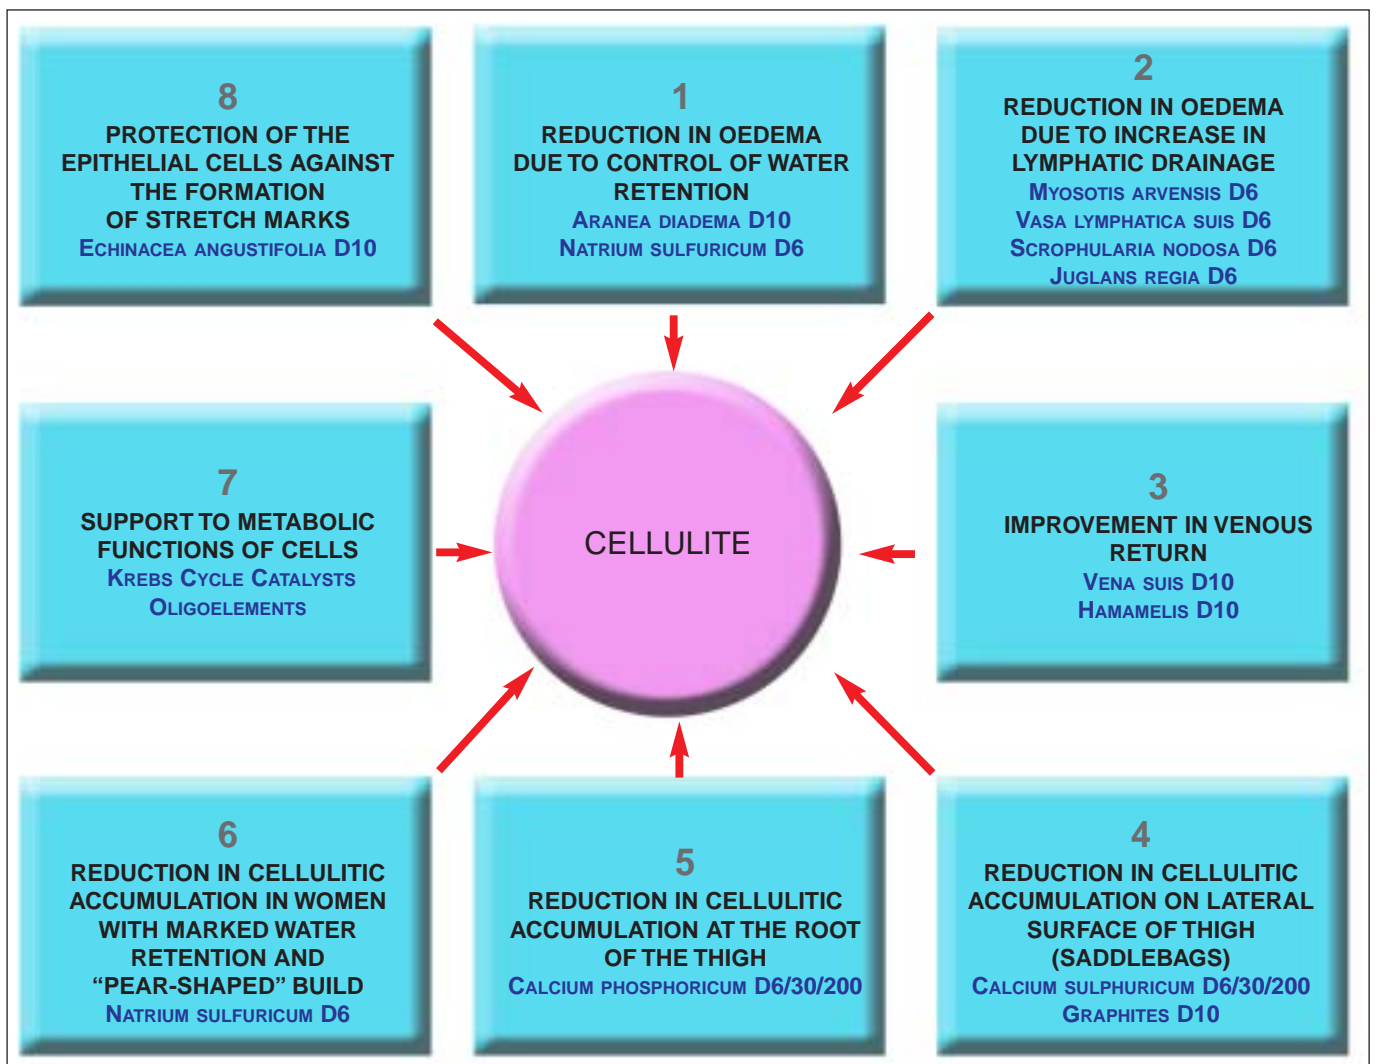 8
PROTECTION OF THE
EPITHELIAL CELLS AGAINST
THE FORMATION
OF STRETCH MARKS
ECHINACEA ANGUSTIFOLIA D10
1
REDUCTION IN OEDEMA
DUE TO CONTROL OF WATER
RETENTION
ARANEA DIADEMA D10
NATRIUM SULFURICUM D6
2
REDUCTION IN OEDEMA
DUE TO INCREASE IN
LYMPHATIC DRAINAGE
MYOSOTIS ARVENSIS D6
VASA LYMPHATICA SUIS D6
SCROPHULARIA NODOSA D6
JUGLANS REGIA D6
7
SUPPORT TO METABOLIC
FUNCTIONS OF CELLS
KREBS CYCLE CATALYSTS
OLIGOELEMENTS
CELLULITE
3
IMPROVEMENT IN VENOUS
RETURN
VENA SUIS D10
HAMAMELIS D10
6
REDUCTION IN CELLULITIC
ACCUMULATION IN WOMEN
WITH MARKED WATER
RETENTION AND
“PEAR-SHAPED” BUILD
NATRIUM SULFURICUM D6
5
REDUCTION IN CELLULITIC
ACCUMULATION AT THE ROOT
OF THE THIGH
CALCIUM PHOSPHORICUM D6/30/200
4
REDUCTION IN CELLULITIC
ACCUMULATION ON LATERAL
SURFACE OF THIGH
(SADDLEBAGS)
CALCIUM SULPHURICUM D6/30/200
GRAPHITES D10